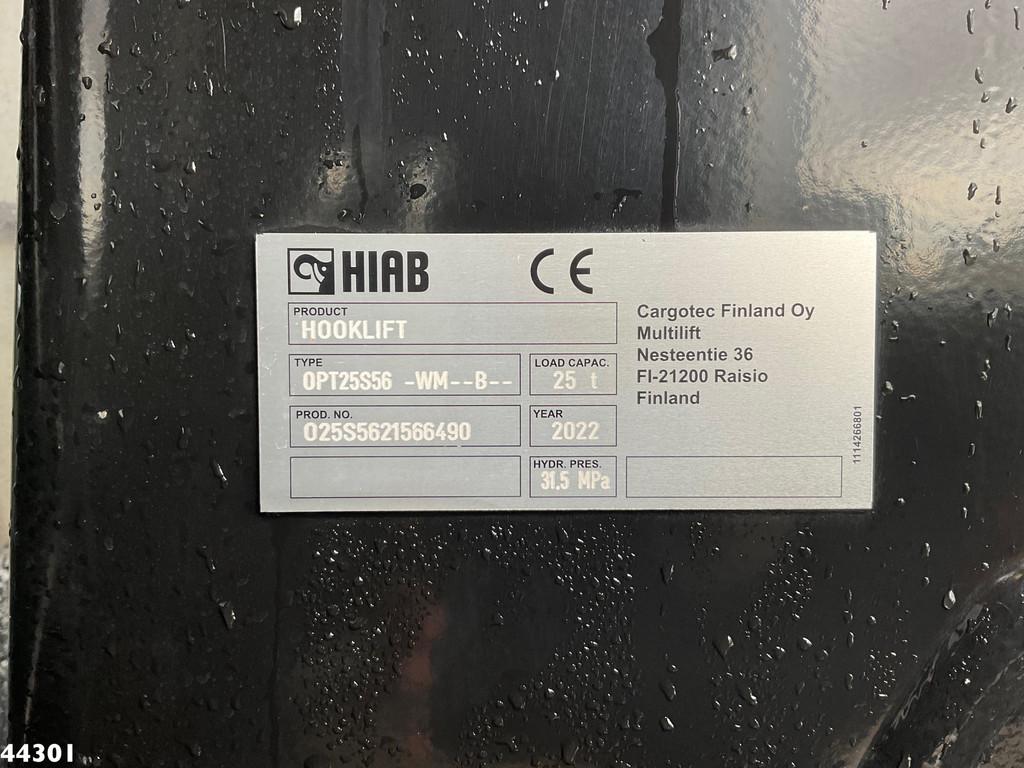 HIAB CE
PRODUCT
HOOKLIFT
TYPE
OPT25S56 -WM--B--
LOAD CAPAC.
25 t
PROD. NO.
025S5621566490
YEAR
2022
HYDR. PRES.
31.5 MPa
Cargotec Finland Oy
Multilift
Nesteentie 36
FI-21200 Raisio
Finland
1114266801
44301